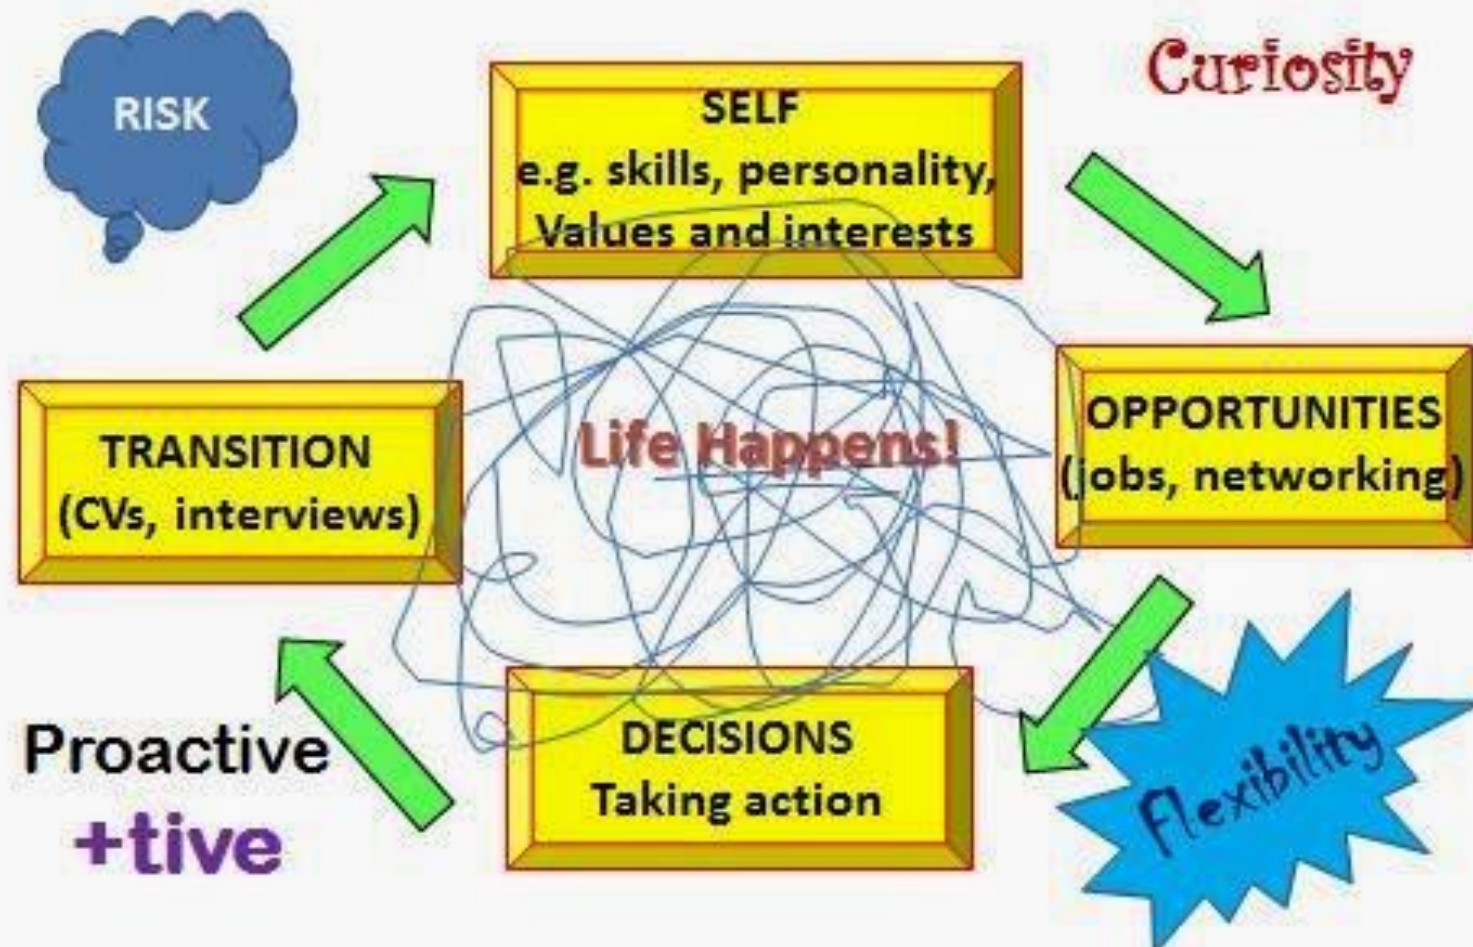 RISK
Curiosity
SELF
e.g. skills, personality,
Values and interests
OPPORTUNITIES
(jobs, networking)
Life Happens!
TRANSITION
(CVs, interviews)
DECISIONS
Taking action
Flexibility
Proactive
+tive